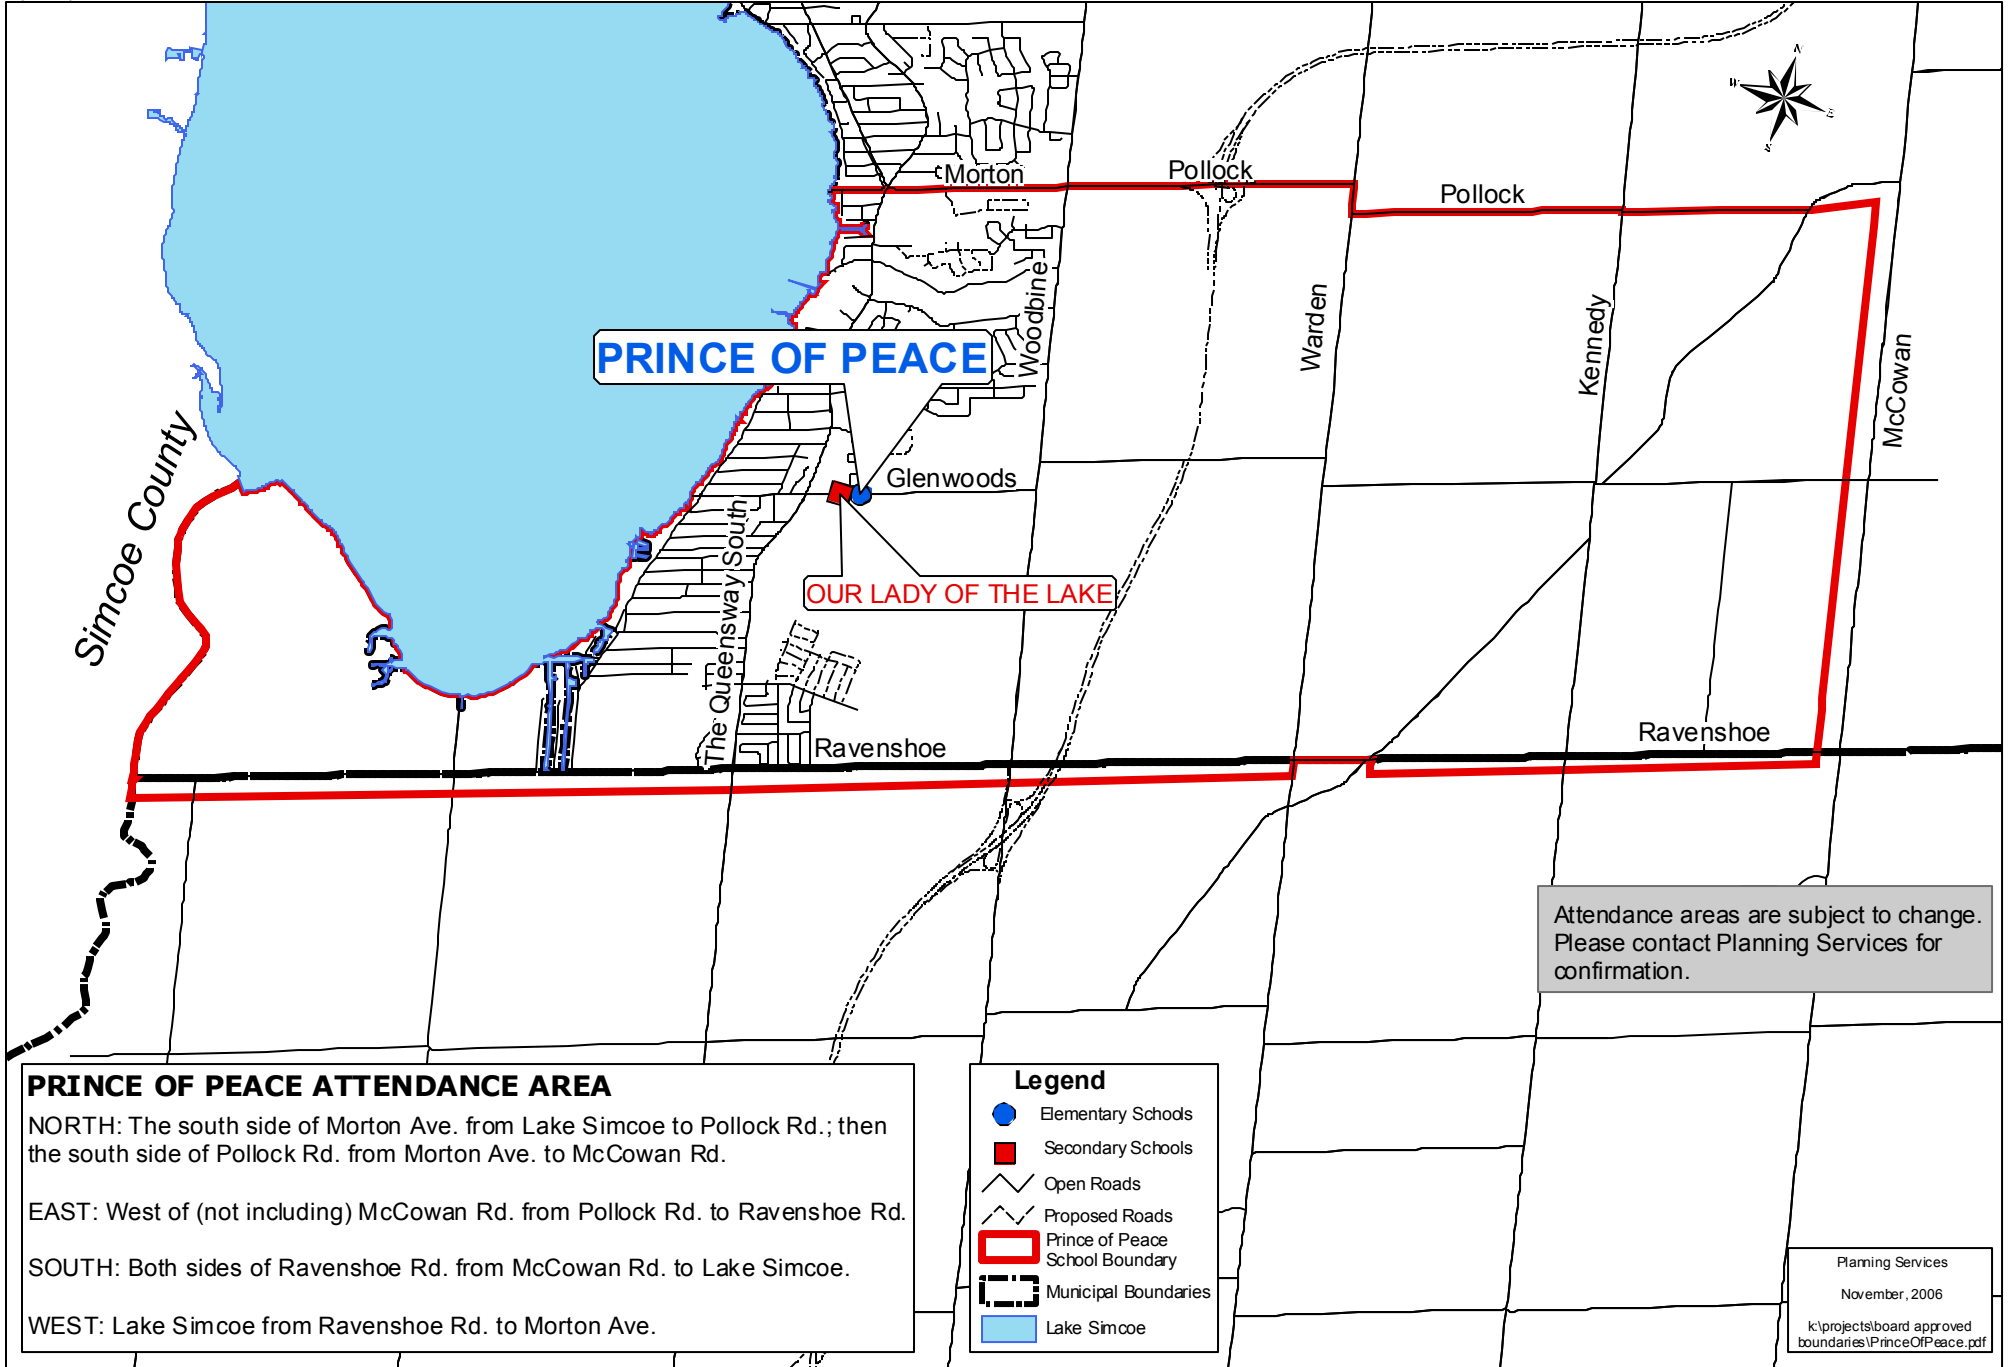 N
W
E
S
Morton
Pollock
Pollock
Woodbine
Warden
Kennedy
McCowan
PRINCE OF PEACE
Simcoe County
Glenwoods
The Queensway South
OUR LADY OF THE LAKE
Ravenshoe
Ravenshoe
Attendance areas are subject to change.
Please contact Planning Services for
confirmation.
PRINCE OF PEACE ATTENDANCE AREA
NORTH: The south side of Morton Ave. from Lake Simcoe to Pollock Rd.; then
the south side of Pollock Rd. from Morton Ave. to McCowan Rd.
EAST: West of (not including) McCowan Rd. from Pollock Rd. to Ravenshoe Rd.
SOUTH: Both sides of Ravenshoe Rd. from McCowan Rd. to Lake Simcoe.
WEST: Lake Simcoe from Ravenshoe Rd. to Morton Ave.
Legend
Elementary Schools
Secondary Schools
Open Roads
Proposed Roads
Prince of Peace
School Boundary
Municipal Boundaries
Lake Simcoe
Planning Services
November, 2006
k:\projects\board approved
boundaries\PrinceOfPeace.pdf